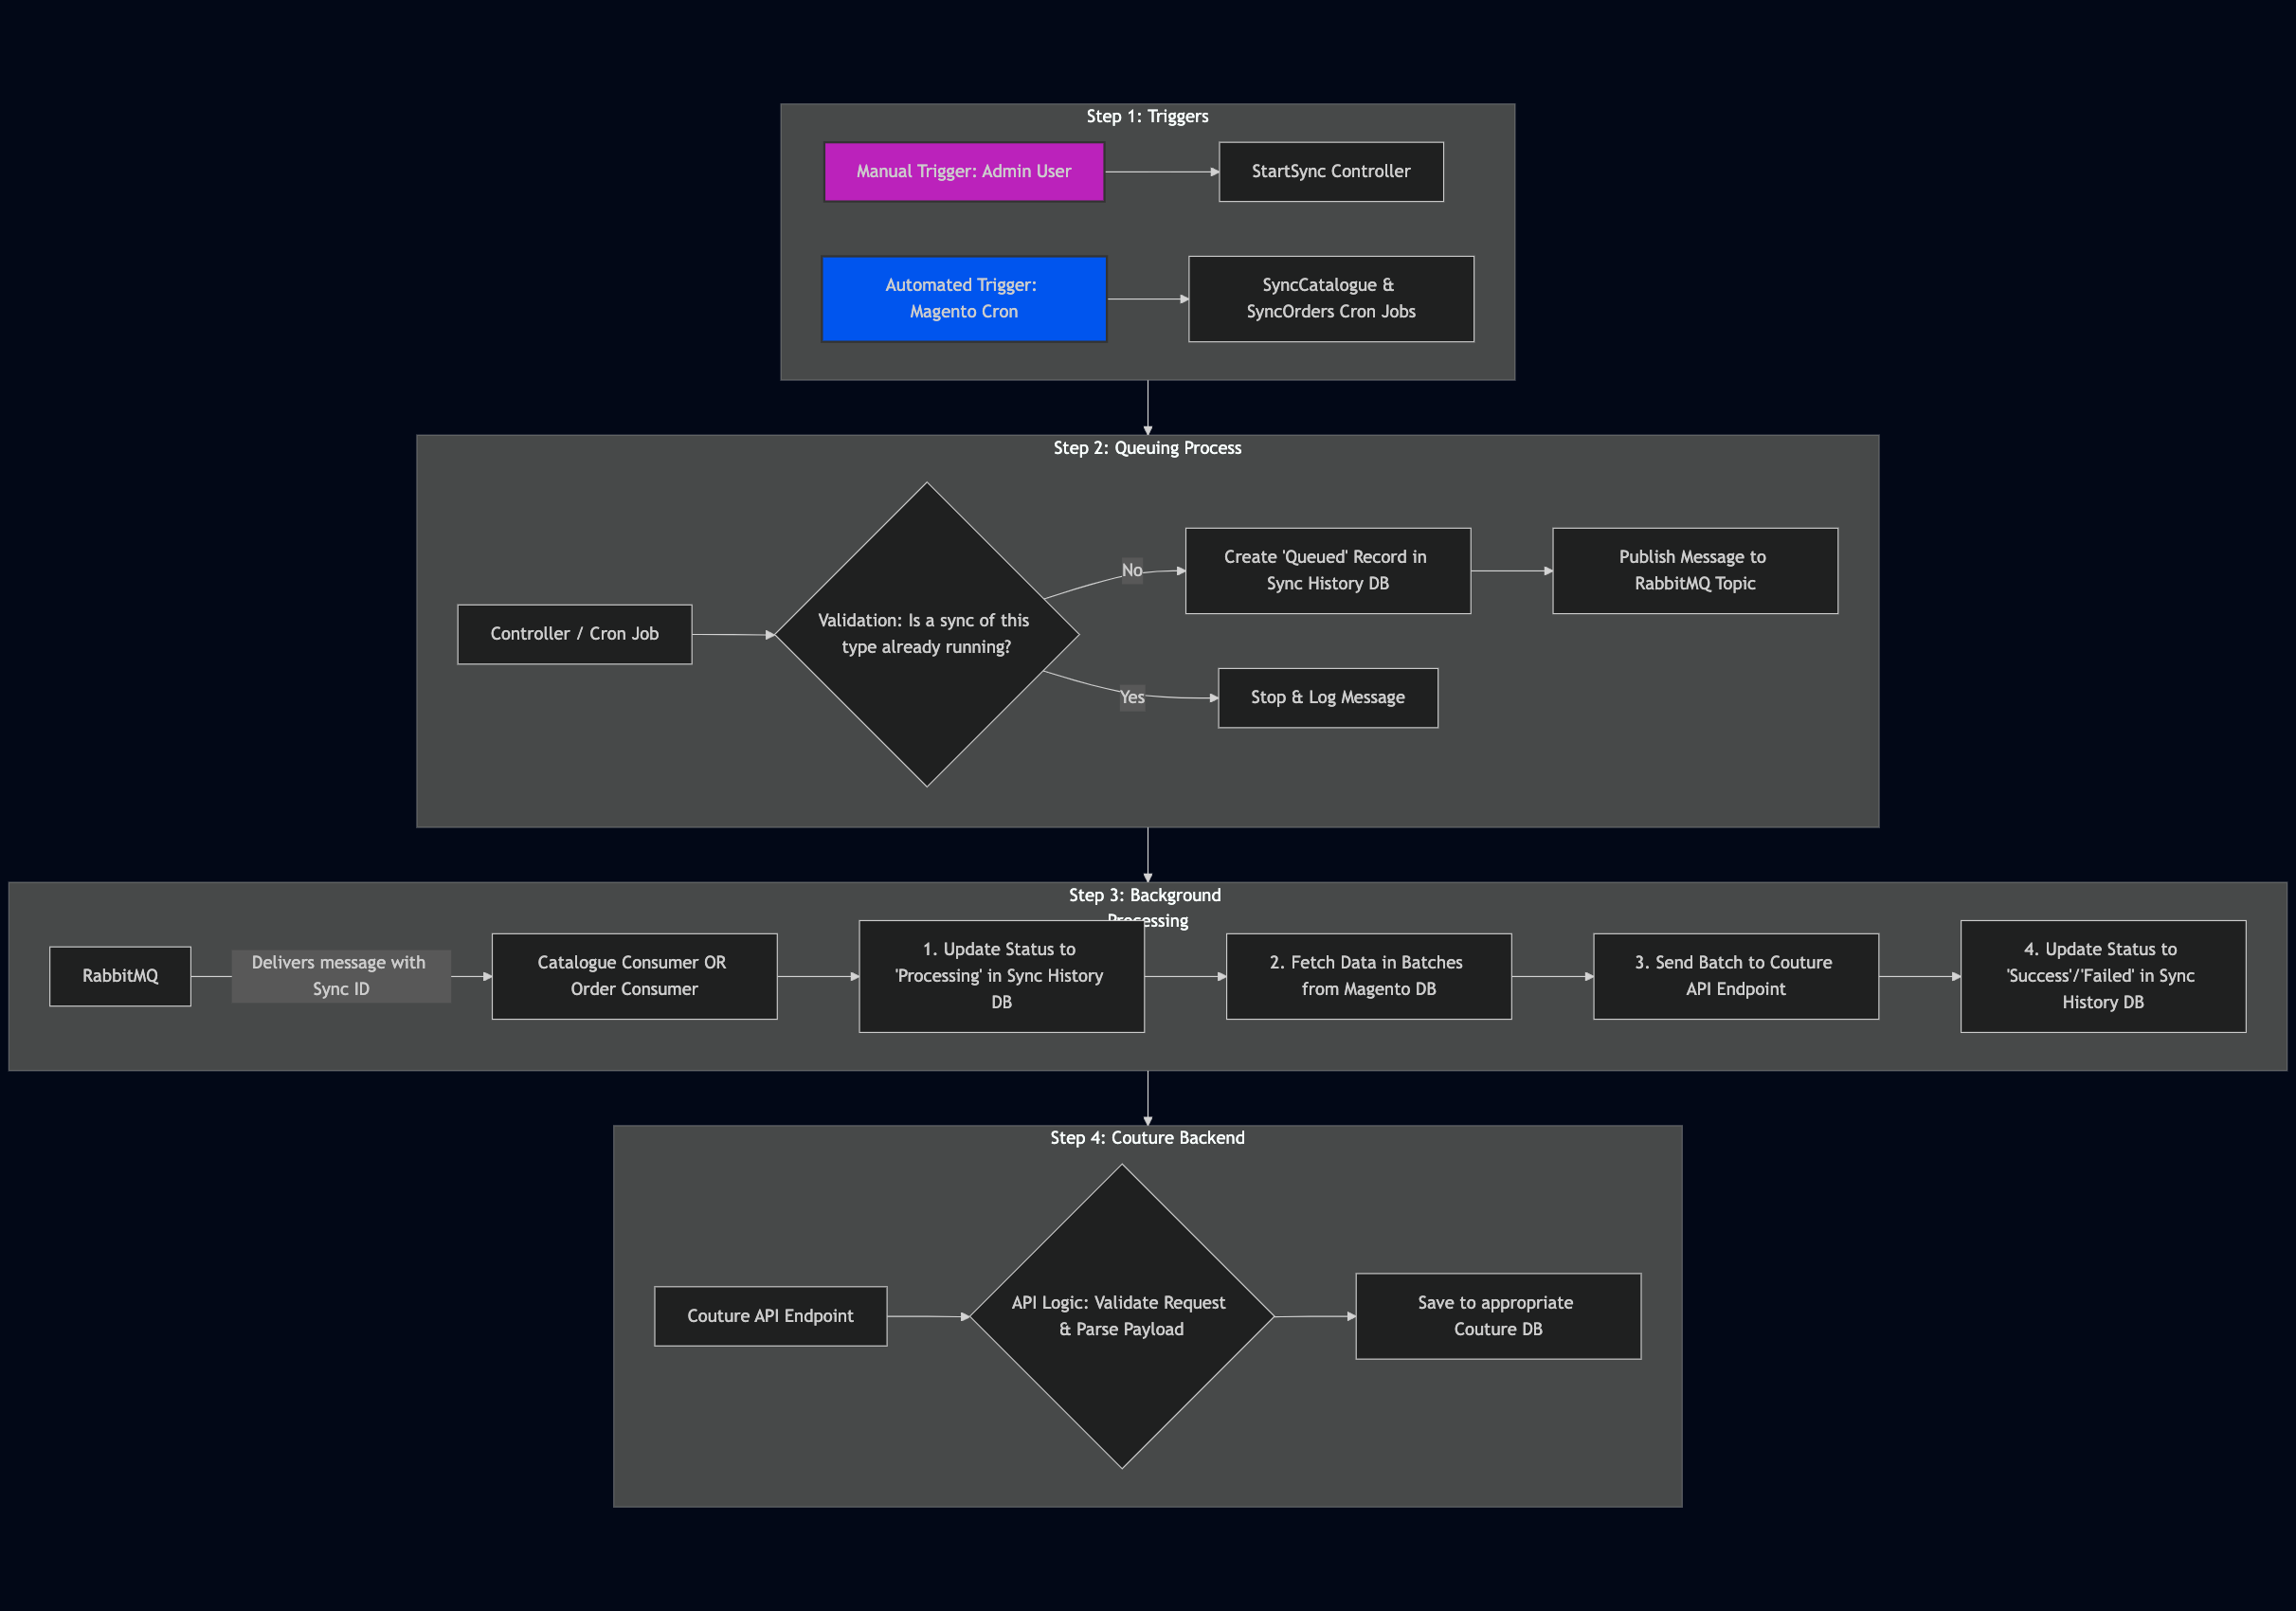 Step 1: Triggers
Manual Trigger: Admin User
StartSync Controller
Automated Trigger:
Magento Cron
SyncCatalogue &
SyncOrders Cron Jobs
Step 2: Queuing Process
Controller / Cron Job
Validation: Is a sync of this
type already running?
No
Create 'Queued' Record in
Sync History DB
Publish Message to
RabbitMQ Topic
Yes
Stop & Log Message
Step 3: Background
Processing
RabbitMQ
Delivers message with
Sync ID
Catalogue Consumer OR
Order Consumer
1. Update Status to
'Processing' in Sync History
DB
2. Fetch Data in Batches
from Magento DB
3. Send Batch to Couture
API Endpoint
4. Update Status to
'Success'/'Failed' in Sync
History DB
Step 4: Couture Backend
Couture API Endpoint
API Logic: Validate Request
& Parse Payload
Save to appropriate
Couture DB